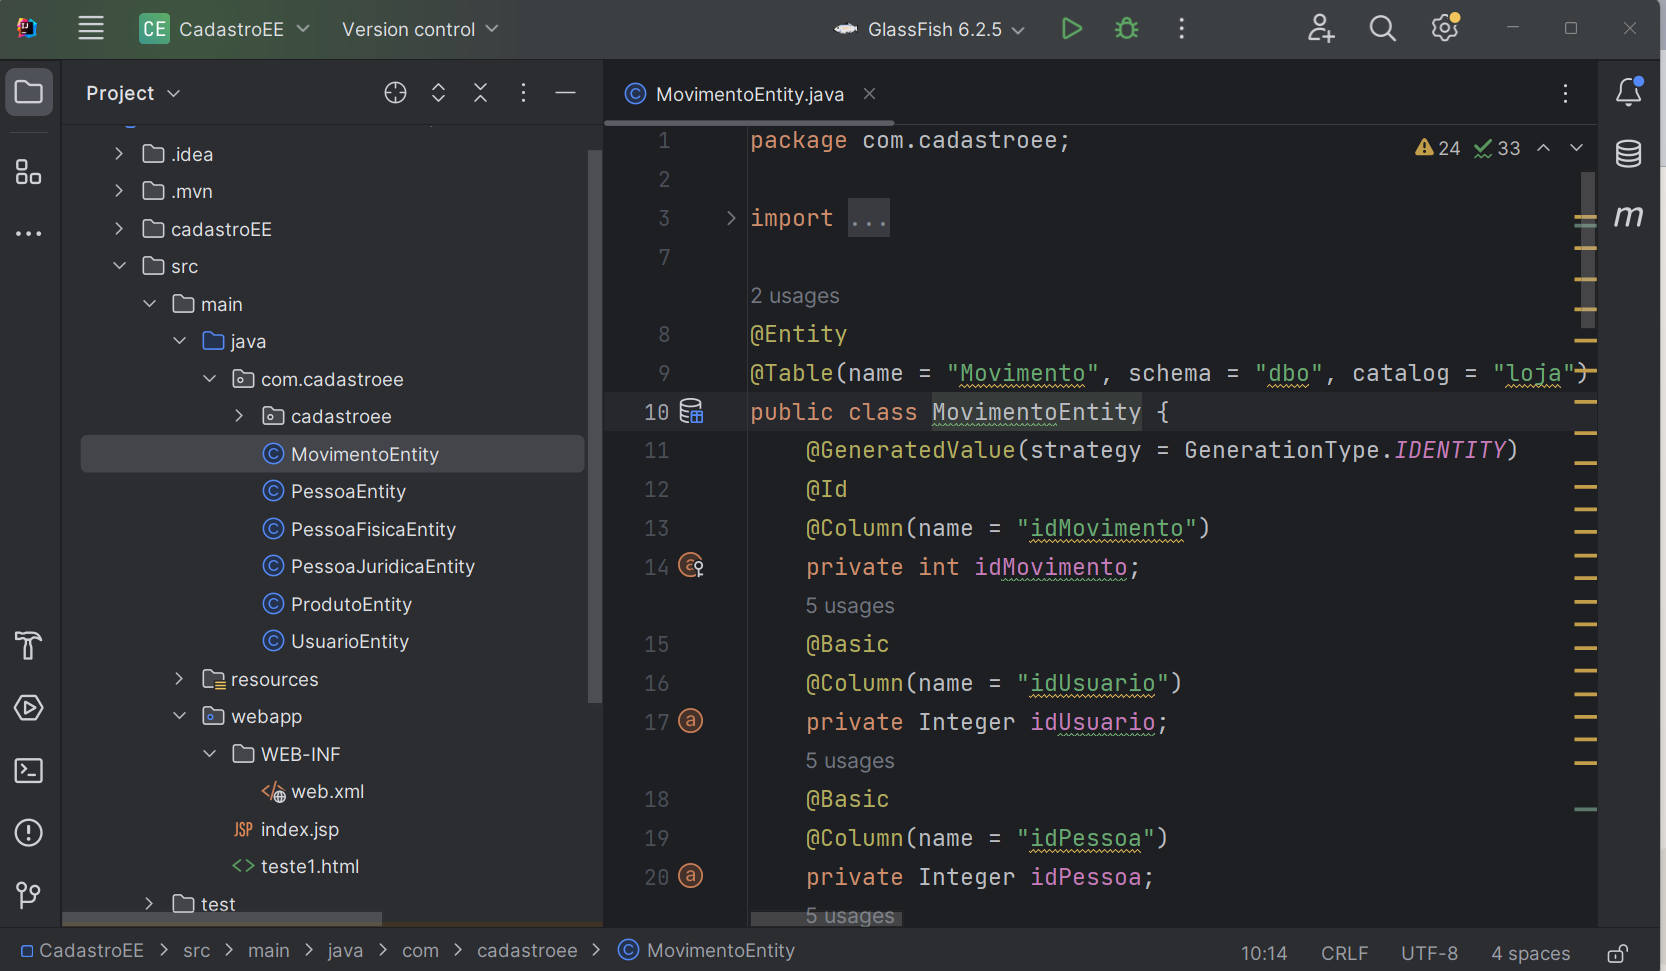 CE CadastroEE Version control GlassFish 6.2.5
Project
.idea
.mvn
cadastroEE
src
main
java
com.cadastroee
cadastroee
MovimentoEntity
PessoaEntity
PessoaFisicaEntity
PessoaJuridicaEntity
ProdutoEntity
UsuarioEntity
resources
webapp
WEB-INF
web.xml
JSP index.jsp
teste1.html
test
MovimentoEntity.java
24 33
1 package com.cadastroee;
2
3 import ...
7
2 usages
8 @Entity
9 @Table(name = "Movimento", schema = "dbo", catalog = "loja")
10 public class MovimentoEntity {
11 @GeneratedValue(strategy = GenerationType.IDENTITY)
12 @Id
13 @Column(name = "idMovimento")
14 private int idMovimento;
5 usages
15 @Basic
16 @Column(name = "idUsuario")
17 private Integer idUsuario;
5 usages
18 @Basic
19 @Column(name = "idPessoa")
20 private Integer idPessoa;
5 usages
m
CadastroEE > src > main > java > com > cadastroee > MovimentoEntity
10:14 CRLF UTF-8 4 spaces